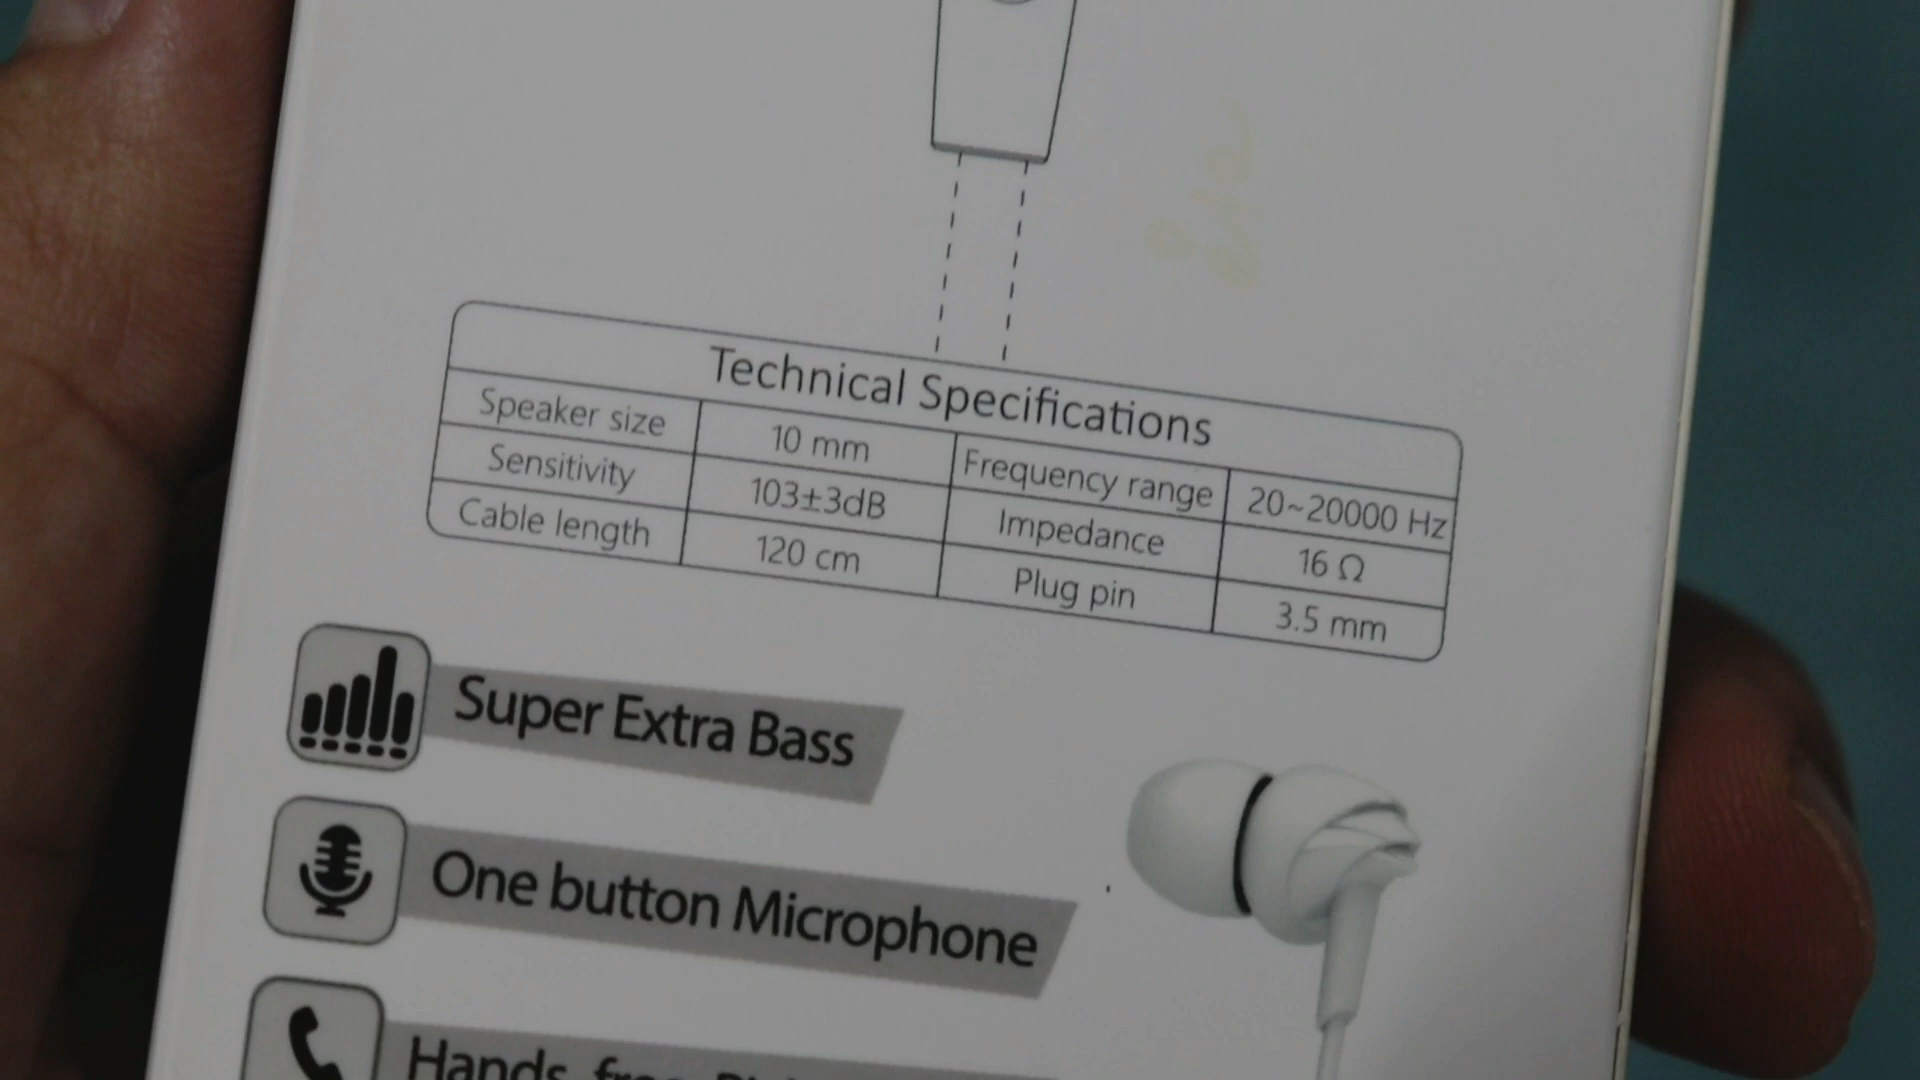 Technical Specifications
Speaker size 10 mm Frequency range 20~20000 Hz
Sensitivity 103±3dB Impedance 16 Ω
Cable length 120 cm Plug pin 3.5 mm
Super Extra Bass
One button Microphone
Hands